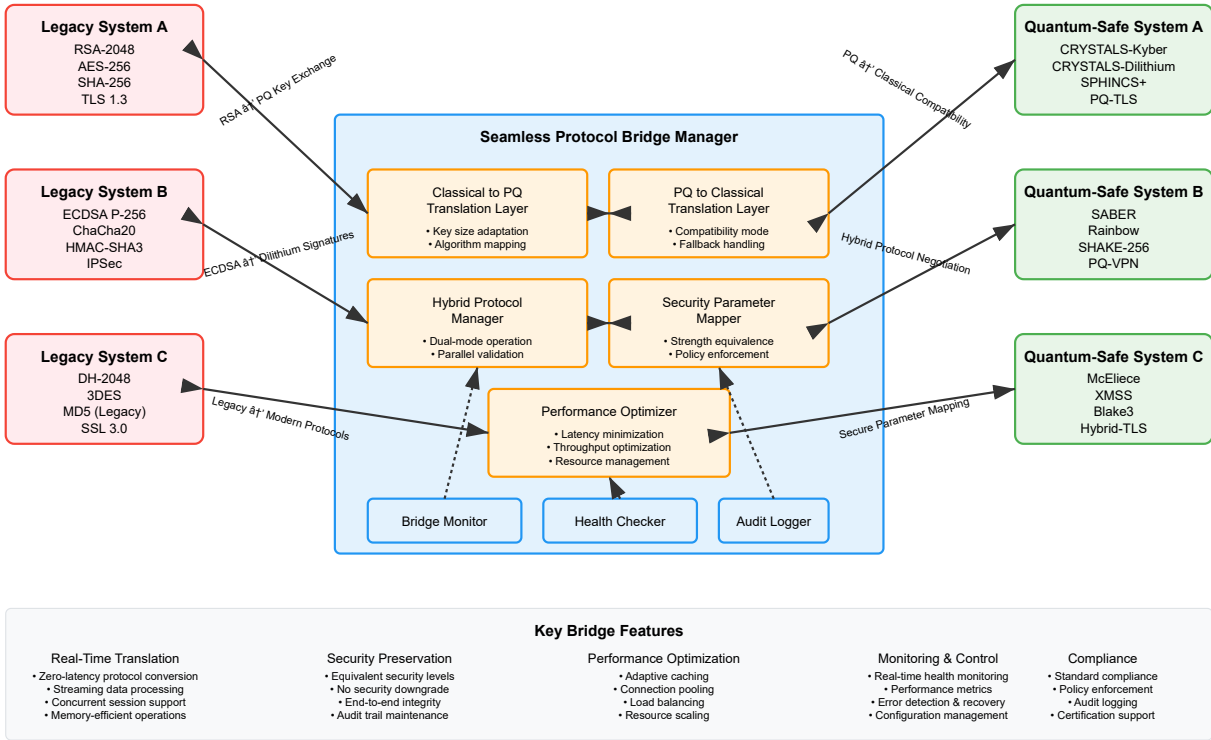 Legacy System A
RSA-2048
AES-256
SHA-256
TLS 1.3
Legacy System B
ECDSA P-256
ChaCha20
HMAC-SHA3
IPSec
Legacy System C
DH-2048
3DES
MD5 (Legacy)
SSL 3.0
RSA â†’ PQ Key Exchange
ECDSA â†’ Dilithium Signatures
Legacy â†’ Modern Protocols
Seamless Protocol Bridge Manager
Classical to PQ
Translation Layer
• Key size adaptation
• Algorithm mapping
PQ to Classical
Translation Layer
• Compatibility mode
• Fallback handling
Hybrid Protocol
Manager
• Dual-mode operation
• Parallel validation
Security Parameter
Mapper
• Strength equivalence
• Policy enforcement
Performance Optimizer
• Latency minimization
• Throughput optimization
• Resource management
Bridge Monitor
Health Checker
Audit Logger
PQ â†’ Classical Compatibility
Hybrid Protocol Negotiation
Secure Parameter Mapping
Quantum-Safe System A
CRYSTALS-Kyber
CRYSTALS-Dilithium
SPHINCS+
PQ-TLS
Quantum-Safe System B
SABER
Rainbow
SHAKE-256
PQ-VPN
Quantum-Safe System C
McEliece
XMSS
Blake3
Hybrid-TLS
Key Bridge Features
Real-Time Translation
• Zero-latency protocol conversion
• Streaming data processing
• Concurrent session support
• Memory-efficient operations
Security Preservation
• Equivalent security levels
• No security downgrade
• End-to-end integrity
• Audit trail maintenance
Performance Optimization
• Adaptive caching
• Connection pooling
• Load balancing
• Resource scaling
Monitoring & Control
• Real-time health monitoring
• Performance metrics
• Error detection & recovery
• Configuration management
Compliance
• Standard compliance
• Policy enforcement
• Audit logging
• Certification support